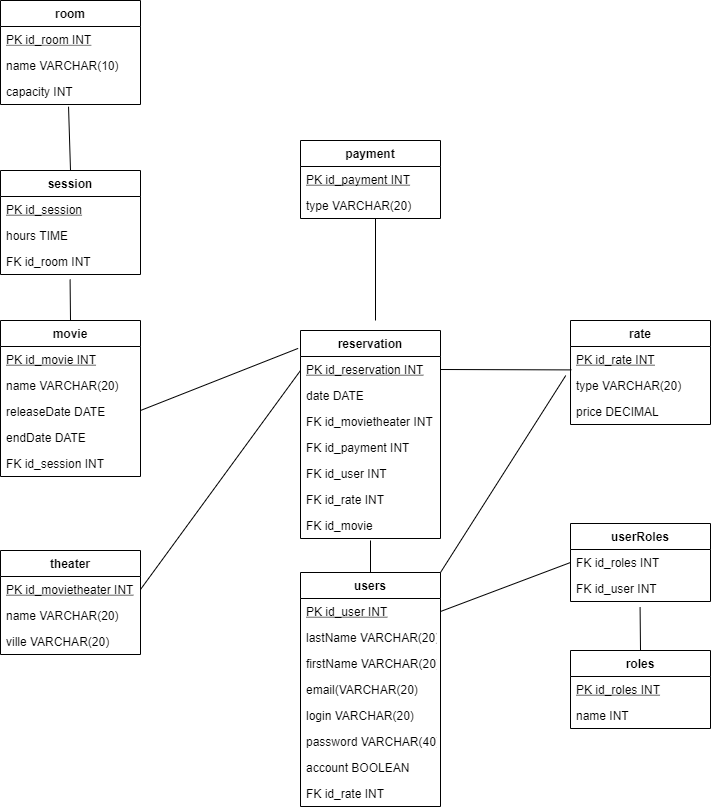 room
PK id_room INT
name VARCHAR(10)
capacity INT
session
PK id_session
hours TIME
FK id_room INT
movie
PK id_movie INT
name VARCHAR(20)
releaseDate DATE
endDate DATE
FK id_session INT
theater
PK id_movietheater INT
name VARCHAR(20)
ville VARCHAR(20)
payment
PK id_payment INT
type VARCHAR(20)
reservation
PK id_reservation INT
date DATE
FK id_movietheater INT
FK id_payment INT
FK id_user INT
FK id_rate INT
FK id_movie
users
PK id_user INT
lastName VARCHAR(20)
firstName VARCHAR(20
email(VARCHAR(20)
login VARCHAR(20)
password VARCHAR(40
account BOOLEAN
FK id_rate INT
rate
PK id_rate INT
type VARCHAR(20)
price DECIMAL
userRoles
FK id_roles INT
FK id_user INT
roles
PK id_roles INT
name INT